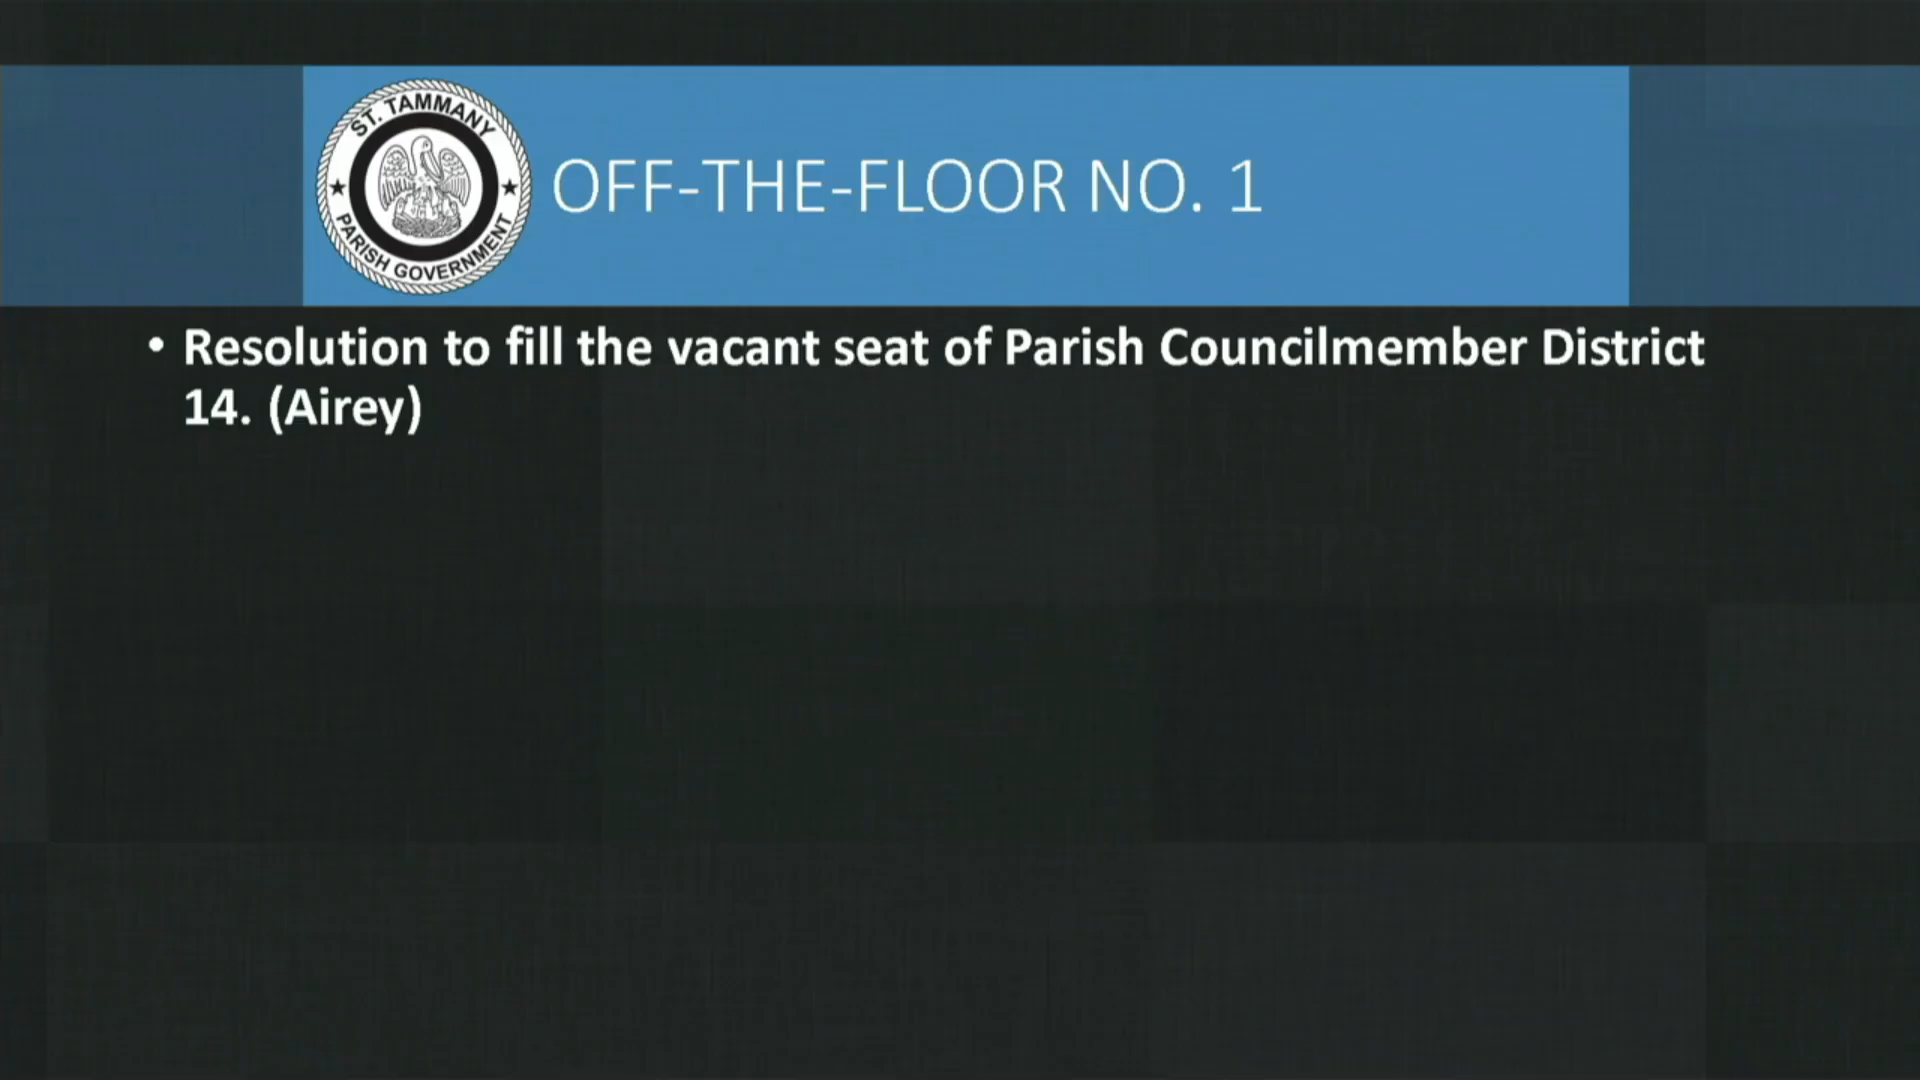 ST. TAMMANY
PARISH GOVERNMENT
OFF-THE-FLOOR NO. 1
• Resolution to fill the vacant seat of Parish Councilmember District
14. (Airey)